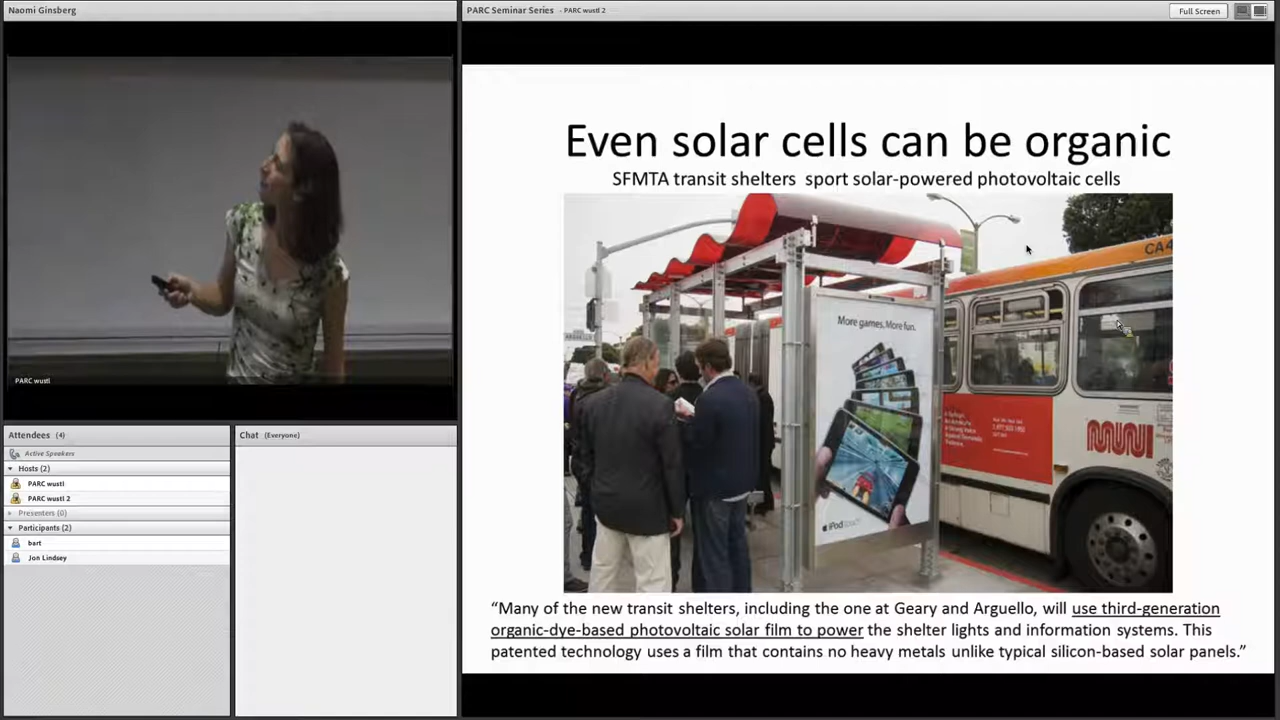 Naomi Ginsberg
PARC Seminar Series - PARC wustl 2
Full Screen
PARC wustl
Even solar cells can be organic
SFMTA transit shelters sport solar-powered photovoltaic cells
CA4
ARGUELLO
More games. More fun.
iPod touch
MUNI
“Many of the new transit shelters, including the one at Geary and Arguello, will use third-generation
organic-dye-based photovoltaic solar film to power the shelter lights and information systems. This
patented technology uses a film that contains no heavy metals unlike typical silicon-based solar panels.”
Attendees (4)
Active Speakers
Hosts (2)
PARC wustl
PARC wustl 2
Presenters (0)
Participants (2)
bart
Jon Lindsey
Chat (Everyone)